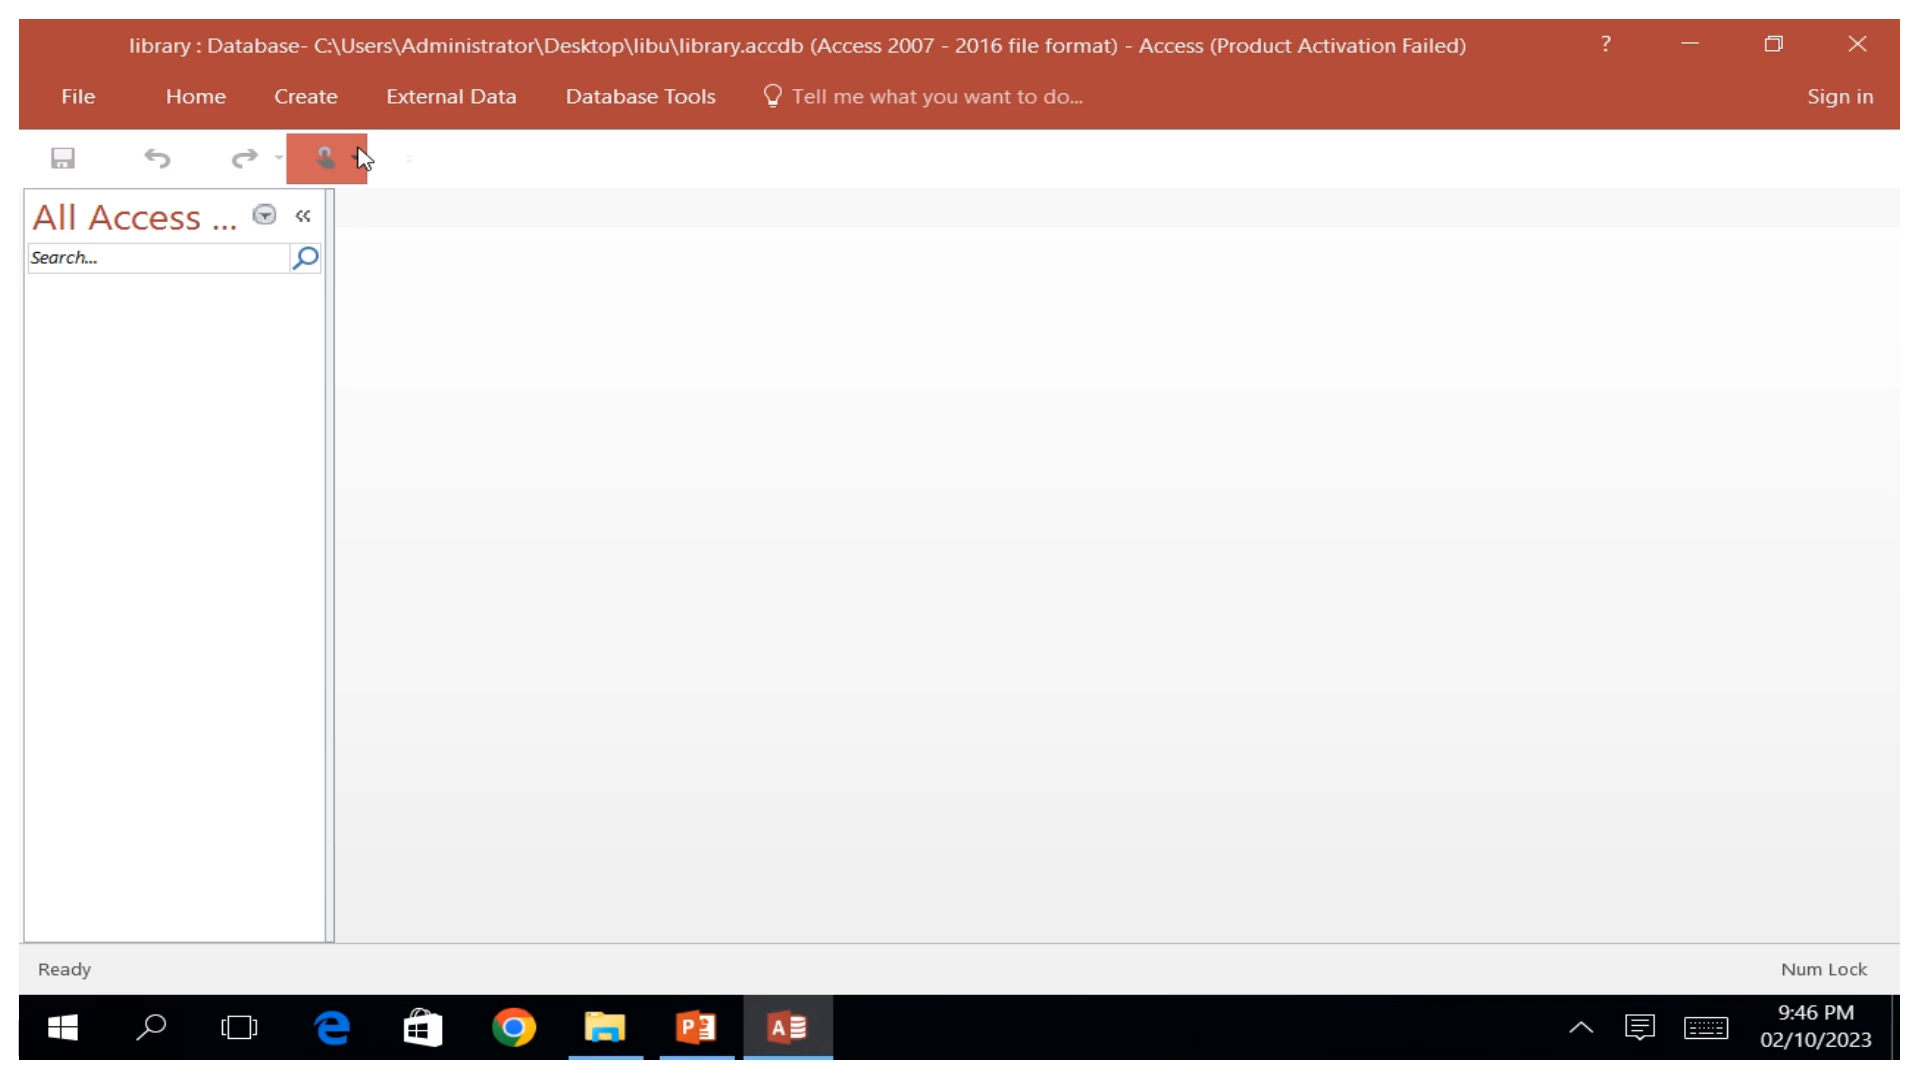 library : Database- C:\Users\Administrator\Desktop\libu\library.accdb (Access 2007 - 2016 file format) - Access (Product Activation Failed)
?
File Home Create External Data Database Tools Tell me what you want to do... Sign in
All Access ...
Search...
Ready Num Lock
9:46 PM
02/10/2023